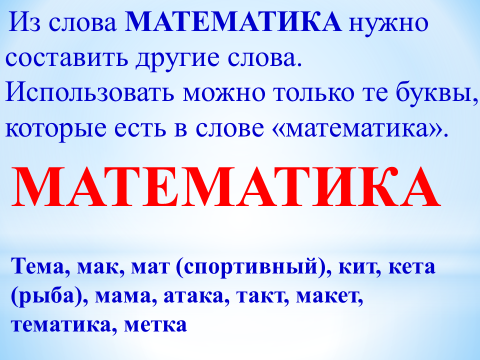 Из слова МАТЕМАТИКА нужно
составить другие слова.
Использовать можно только те буквы,
которые есть в слове «математика».
МАТЕМАТИКА
Тема, мак, мат (спортивный), кит, кета
(рыба), мама, атака, такт, макет,
тематика, метка